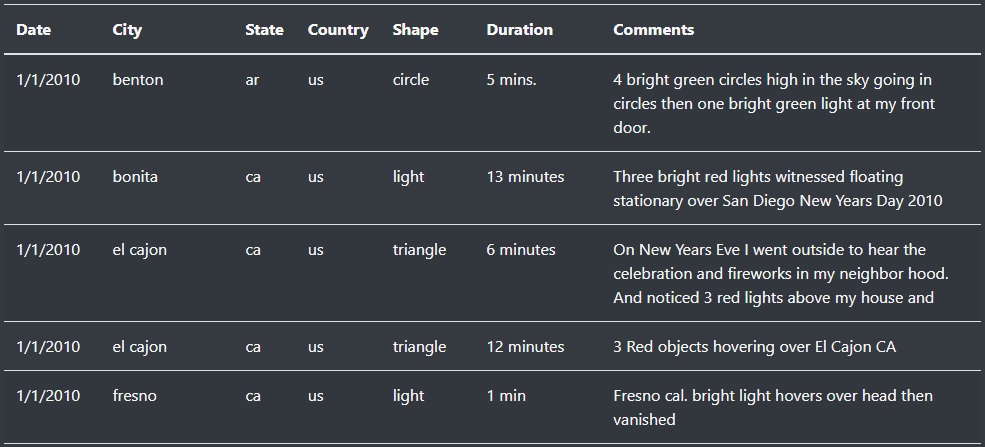 Date City State Country Shape Duration Comments
1/1/2010 benton ar us circle 5 mins. 4 bright green circles high in the sky going in
circles then one bright green light at my front
door.
1/1/2010 bonita ca us light 13 minutes Three bright red lights witnessed floating
stationary over San Diego New Years Day 2010
1/1/2010 el cajon ca us triangle 6 minutes On New Years Eve I went outside to hear the
celebration and fireworks in my neighbor hood.
And noticed 3 red lights above my house and
1/1/2010 el cajon ca us triangle 12 minutes 3 Red objects hovering over El Cajon CA
1/1/2010 fresno ca us light 1 min Fresno cal. bright light hovers over head then
vanished